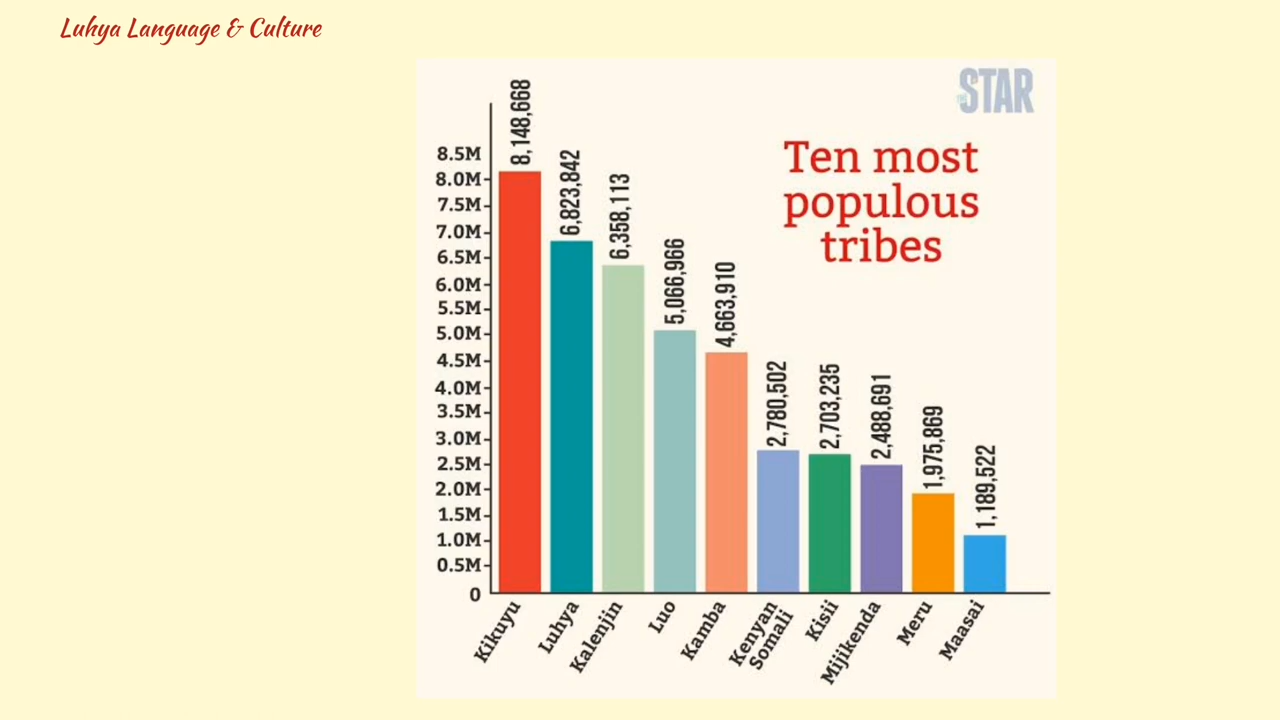 Luhya Language & Culture
STAR
Ten most
populous
tribes
8.5M
8.0M
7.5M
7.0M
6.5M
6.0M
5.5M
5.0M
4.5M
4.0M
3.5M
3.0M
2.5M
2.0M
1.5M
1.0M
0.5M
0
8,148,668
6,823,842
6,358,113
5,066,966
4,663,910
2,780,502
2,703,235
2,488,691
1,975,869
1,189,522
Kikuyu
Luhya
Kalenjin
Luo
Kamba
Kenyan
Somali
Kisii
Mijikenda
Meru
Maasai